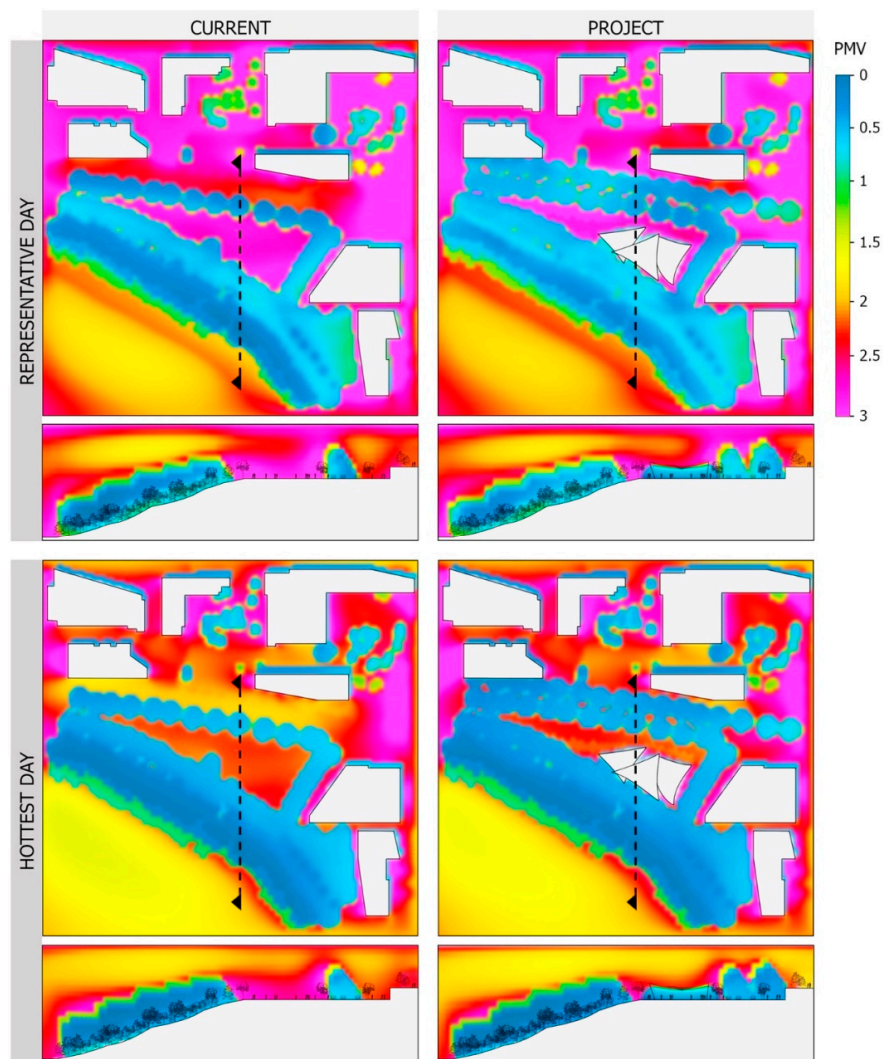 CURRENT
PROJECT
PMV
0
0.5
1
1.5
2
2.5
3
REPRESENTATIVE DAY
HOTTEST DAY